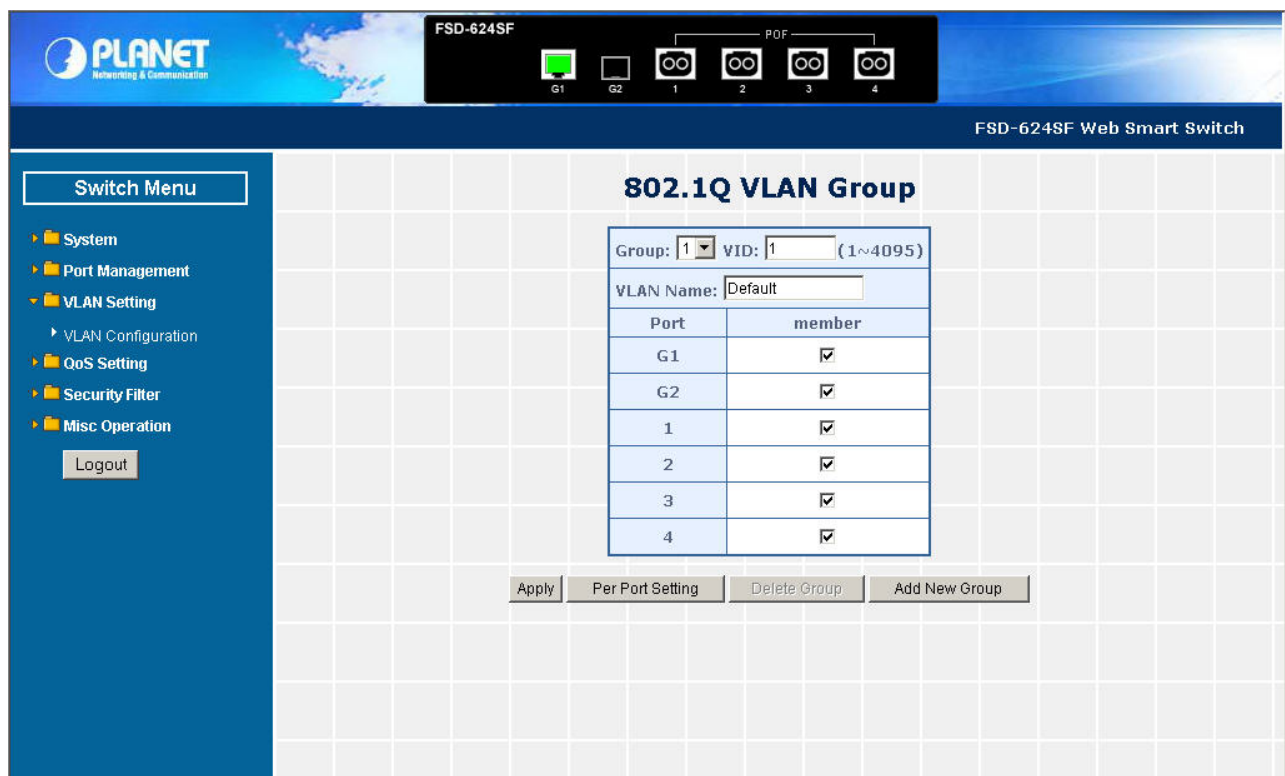 PLANET
Networking & Communication
FSD-624SF
POF
G1 G2 1 2 3 4
FSD-624SF Web Smart Switch
Switch Menu
System
Port Management
VLAN Setting
VLAN Configuration
QoS Setting
Security Filter
Misc Operation
Logout
802.1Q VLAN Group
Group: 1 VID: 1 (1~4095)
VLAN Name: Default
Port member
G1
G2
1
2
3
4
Apply Per Port Setting Delete Group Add New Group